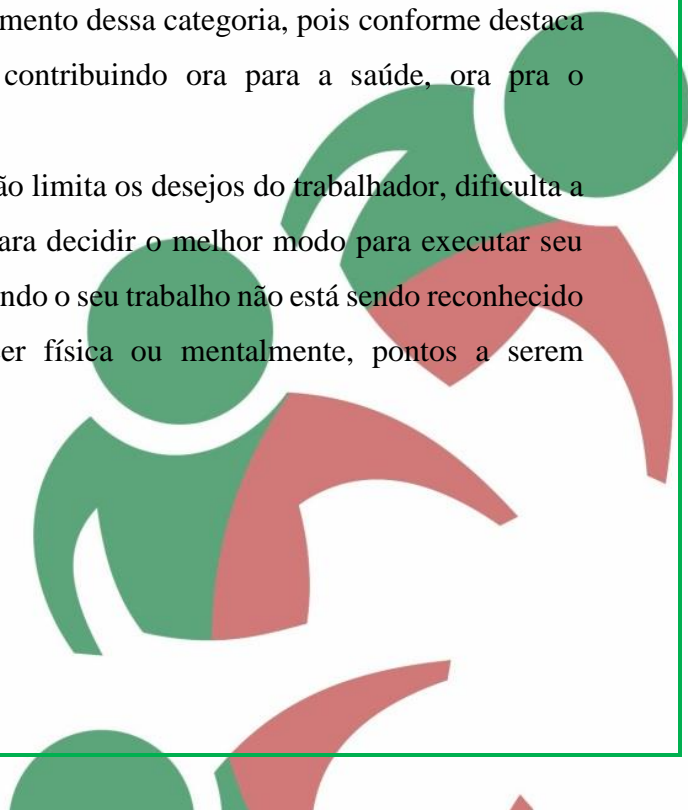 mento dessa categoria, pois conforme destaca
contribuindo ora para a saúde, ora pra o
ão limita os desejos do trabalhador, dificulta a
ara decidir o melhor modo para executar seu
ndo o seu trabalho não está sendo reconhecido
er física ou mentalmente, pontos a serem